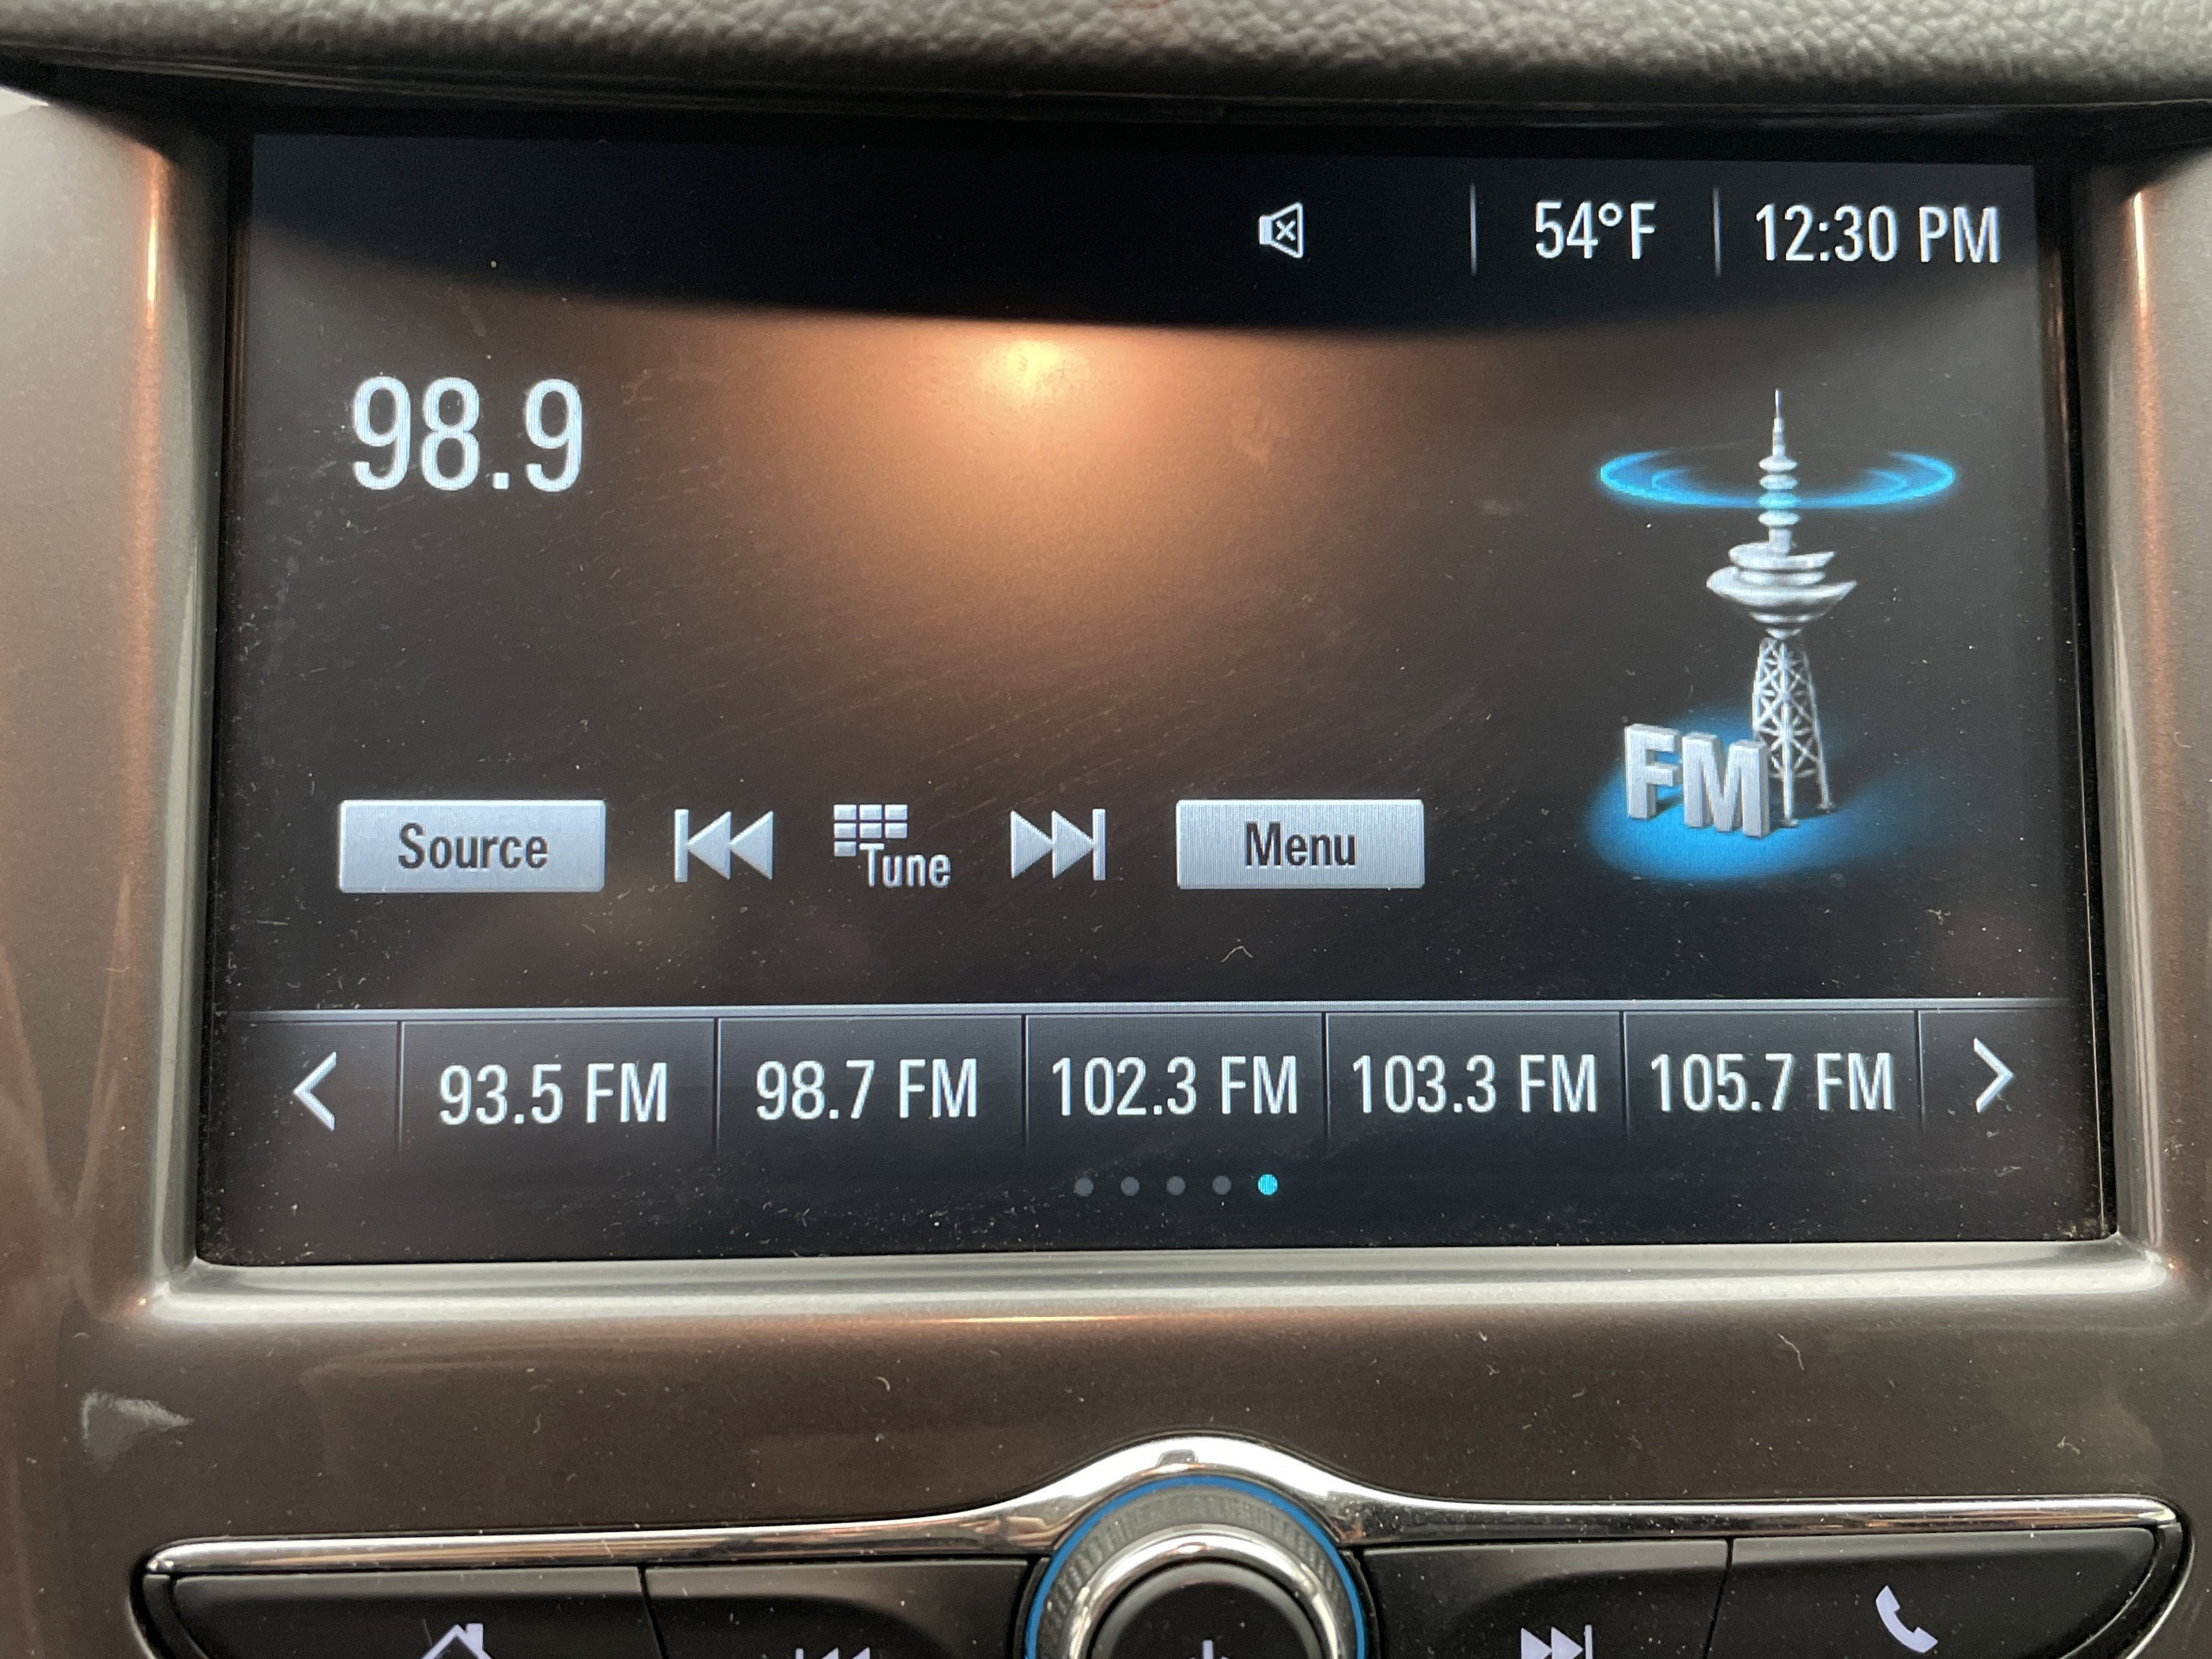 54°F 12:30 PM
98.9
FM
Source Tune Menu
93.5 FM 98.7 FM 102.3 FM 103.3 FM 105.7 FM